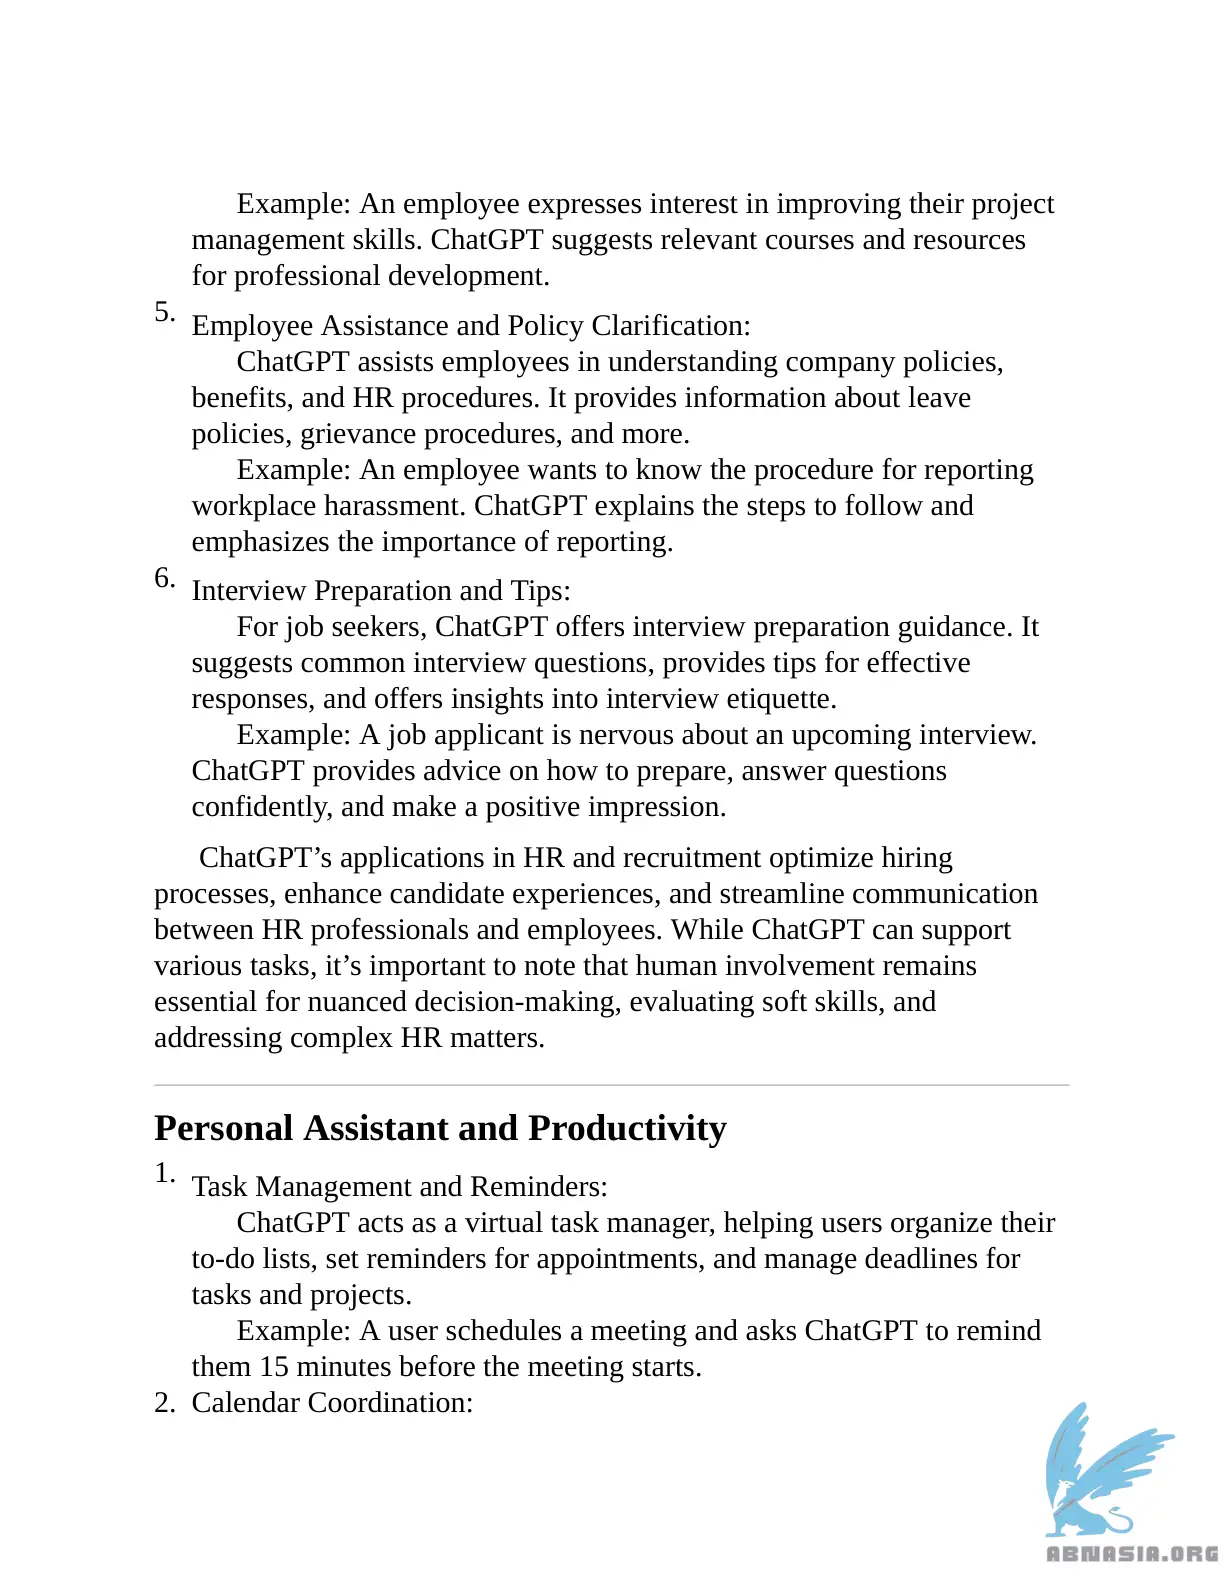 Example: An employee expresses interest in improving their project
management skills. ChatGPT suggests relevant courses and resources
for professional development.
5. Employee Assistance and Policy Clarification:
ChatGPT assists employees in understanding company policies,
benefits, and HR procedures. It provides information about leave
policies, grievance procedures, and more.
Example: An employee wants to know the procedure for reporting
workplace harassment. ChatGPT explains the steps to follow and
emphasizes the importance of reporting.
6. Interview Preparation and Tips:
For job seekers, ChatGPT offers interview preparation guidance. It
suggests common interview questions, provides tips for effective
responses, and offers insights into interview etiquette.
Example: A job applicant is nervous about an upcoming interview.
ChatGPT provides advice on how to prepare, answer questions
confidently, and make a positive impression.
ChatGPT’s applications in HR and recruitment optimize hiring
processes, enhance candidate experiences, and streamline communication
between HR professionals and employees. While ChatGPT can support
various tasks, it’s important to note that human involvement remains
essential for nuanced decision-making, evaluating soft skills, and
addressing complex HR matters.
Personal Assistant and Productivity
1. Task Management and Reminders:
ChatGPT acts as a virtual task manager, helping users organize their
to-do lists, set reminders for appointments, and manage deadlines for
tasks and projects.
Example: A user schedules a meeting and asks ChatGPT to remind
them 15 minutes before the meeting starts.
2. Calendar Coordination:
ABNASIA.ORG